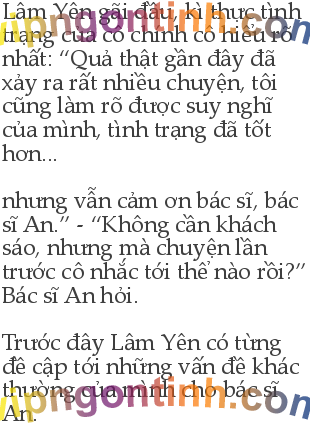 Lâm Yên gãi đầu, kì thực tình
trạng của cô chính cô hiểu rõ
nhất: “Quả thật gần đây đã
xảy ra rất nhiều chuyện, tôi
cũng làm rõ được suy nghĩ
của mình, tình trạng đã tốt
hơn...
nhưng vẫn cảm ơn bác sĩ, bác
sĩ An.” - “Không cần khách
sáo, nhưng mà chuyện lần
trước cô nhắc tới thế nào rồi?”
Bác sĩ An hỏi.
Trước đây Lâm Yên có từng
đề cập tới những vấn đề khác
thường của mình cho bác sĩ
An.
vipngontinh.com
vipngontinh.com